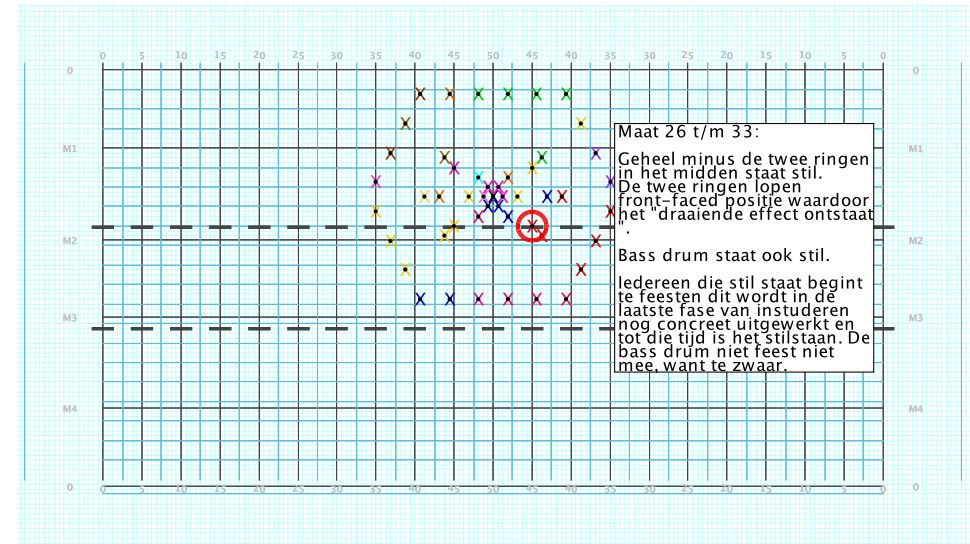 0 5 10 15 20 25 30 35 40 45 50 45 40 35 30 25 20 15 10 5 0
0 0
M1 M1
M2 M2
M3 M3
M4 M4
0 0
0 5 10 15 20 25 30 35 40 45 50 45 40 35 30 25 20 15 10 5 0
Maat 26 t/m 33:
Geheel minus de twee ringen
in het midden staat stil.
De twee ringen lopen
front-faced positie waardoor
het "draaiende effect ontstaat
".
Bass drum staat ook stil.
Iedereen die stil staat begint
te feesten dit wordt in de
laatste fase van instuderen
nog concreet uitgewerkt en
tot die tijd is het stilstaan. De
bass drum niet feest niet
mee, want te zwaar.